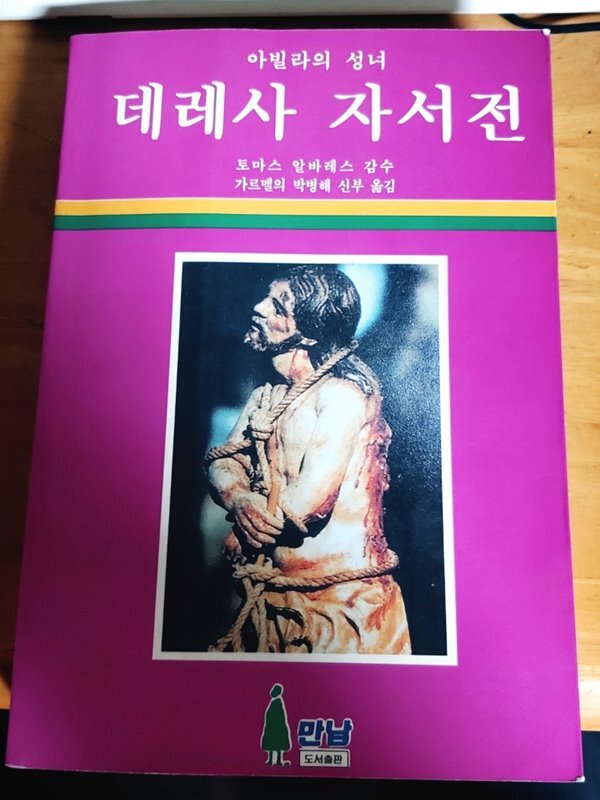 아빌라의 성녀
데레사 자서전
토마스 알바레스 감수
가르멜의 박병해 신부 옮김
만남
도서출판